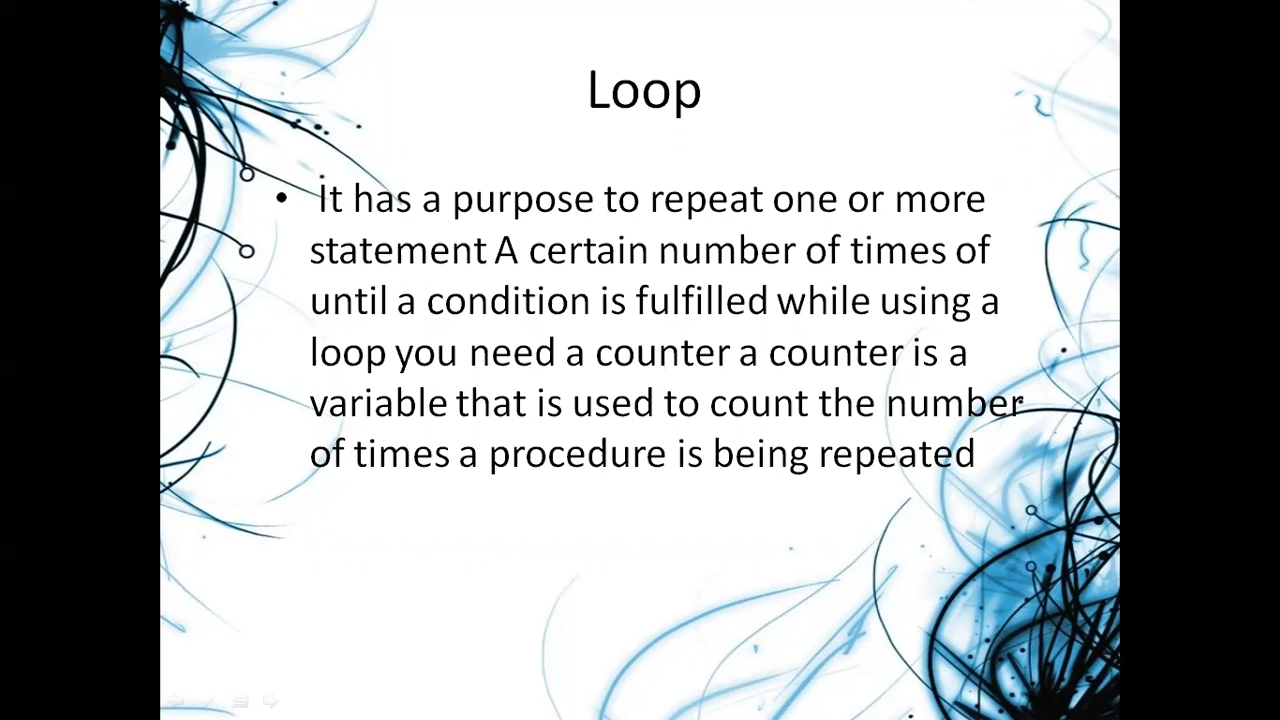 Loop
• It has a purpose to repeat one or more
statement A certain number of times of
until a condition is fulfilled while using a
loop you need a counter a counter is a
variable that is used to count the number
of times a procedure is being repeated